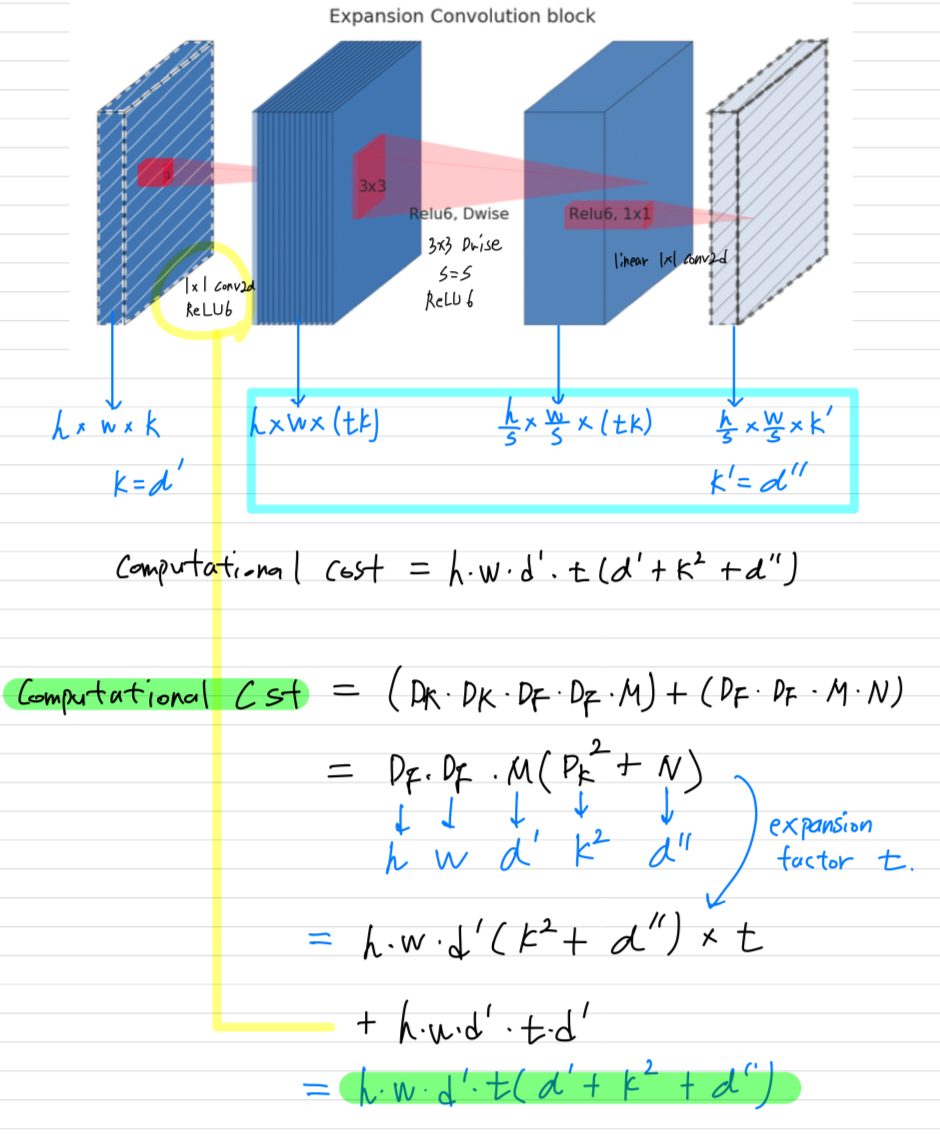 Expansion Convolution block
3x3
Relu6, Dwise
Relu6, 1x1
3x3 Dwise
s=s
ReLU6
linear 1x1 conv2d
1x1 conv2d
ReLU6
h×w×k
h×w×(tk)
h/s × w/s × (tk)
h/s × w/s × k'
k=d'
k'=d''
Computational cost = h·w·d'·t(d'+k²+d'')
Computational Cst = (DK·DK·DF·DF·M)+(DF·DF·M·N)
= DF·DF·M(DK²+N)
h w d' k² d''
expansion
factor t.
= h·w·d'(k²+d'')×t
+ h·w·d'·t·d'
= h·w·d'·t(d'+k²+d'')